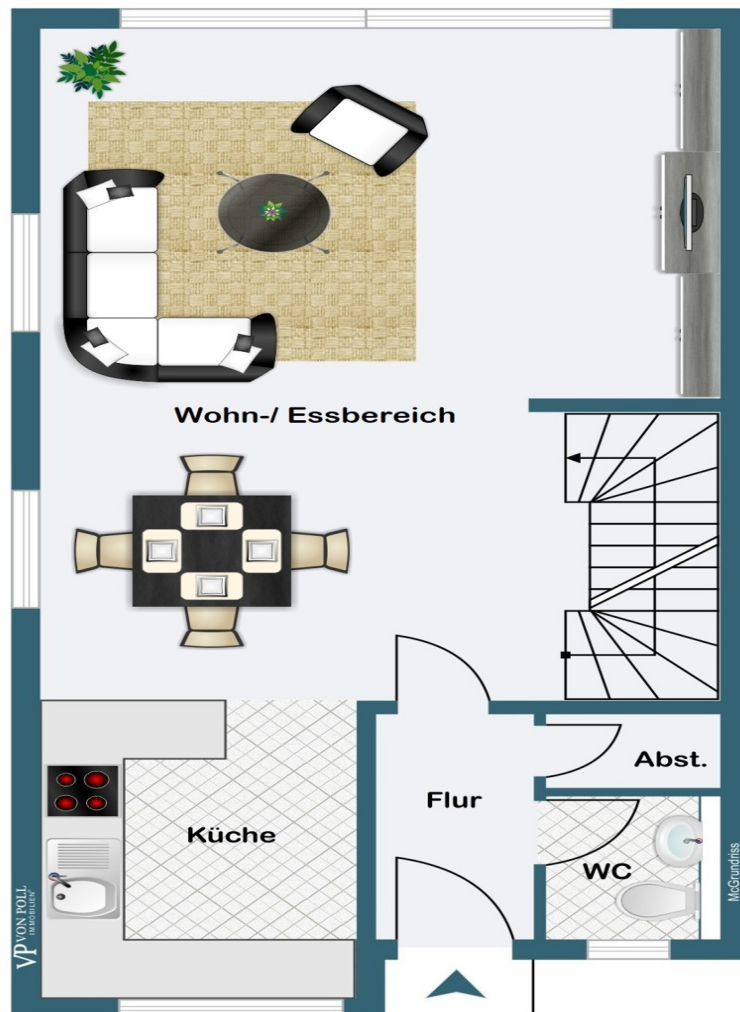 Wohn-/ Essbereich
Abst.
Flur
Küche
WC
McGrundriss
VP VON POLL
IMMOBILIEN